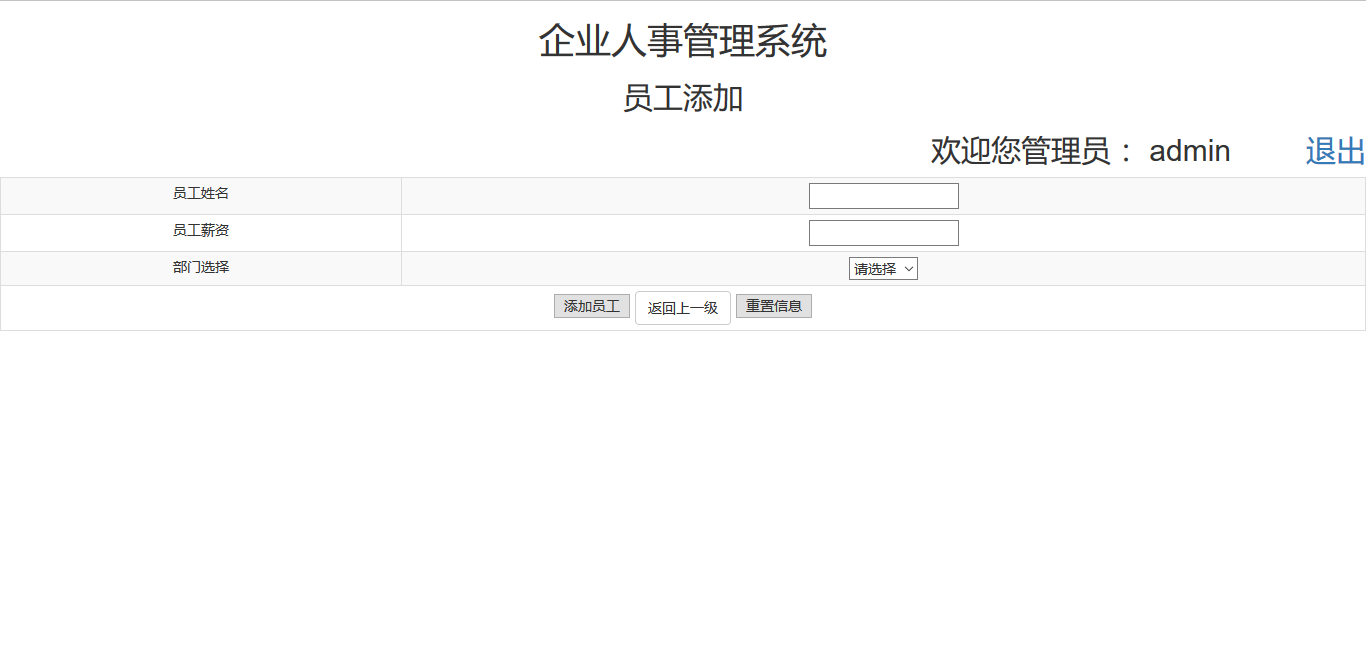 企业人事管理系统
员工添加
欢迎您管理员： admin 退出
员工姓名
员工薪资
部门选择 请选择
添加员工 返回上一级 重置信息